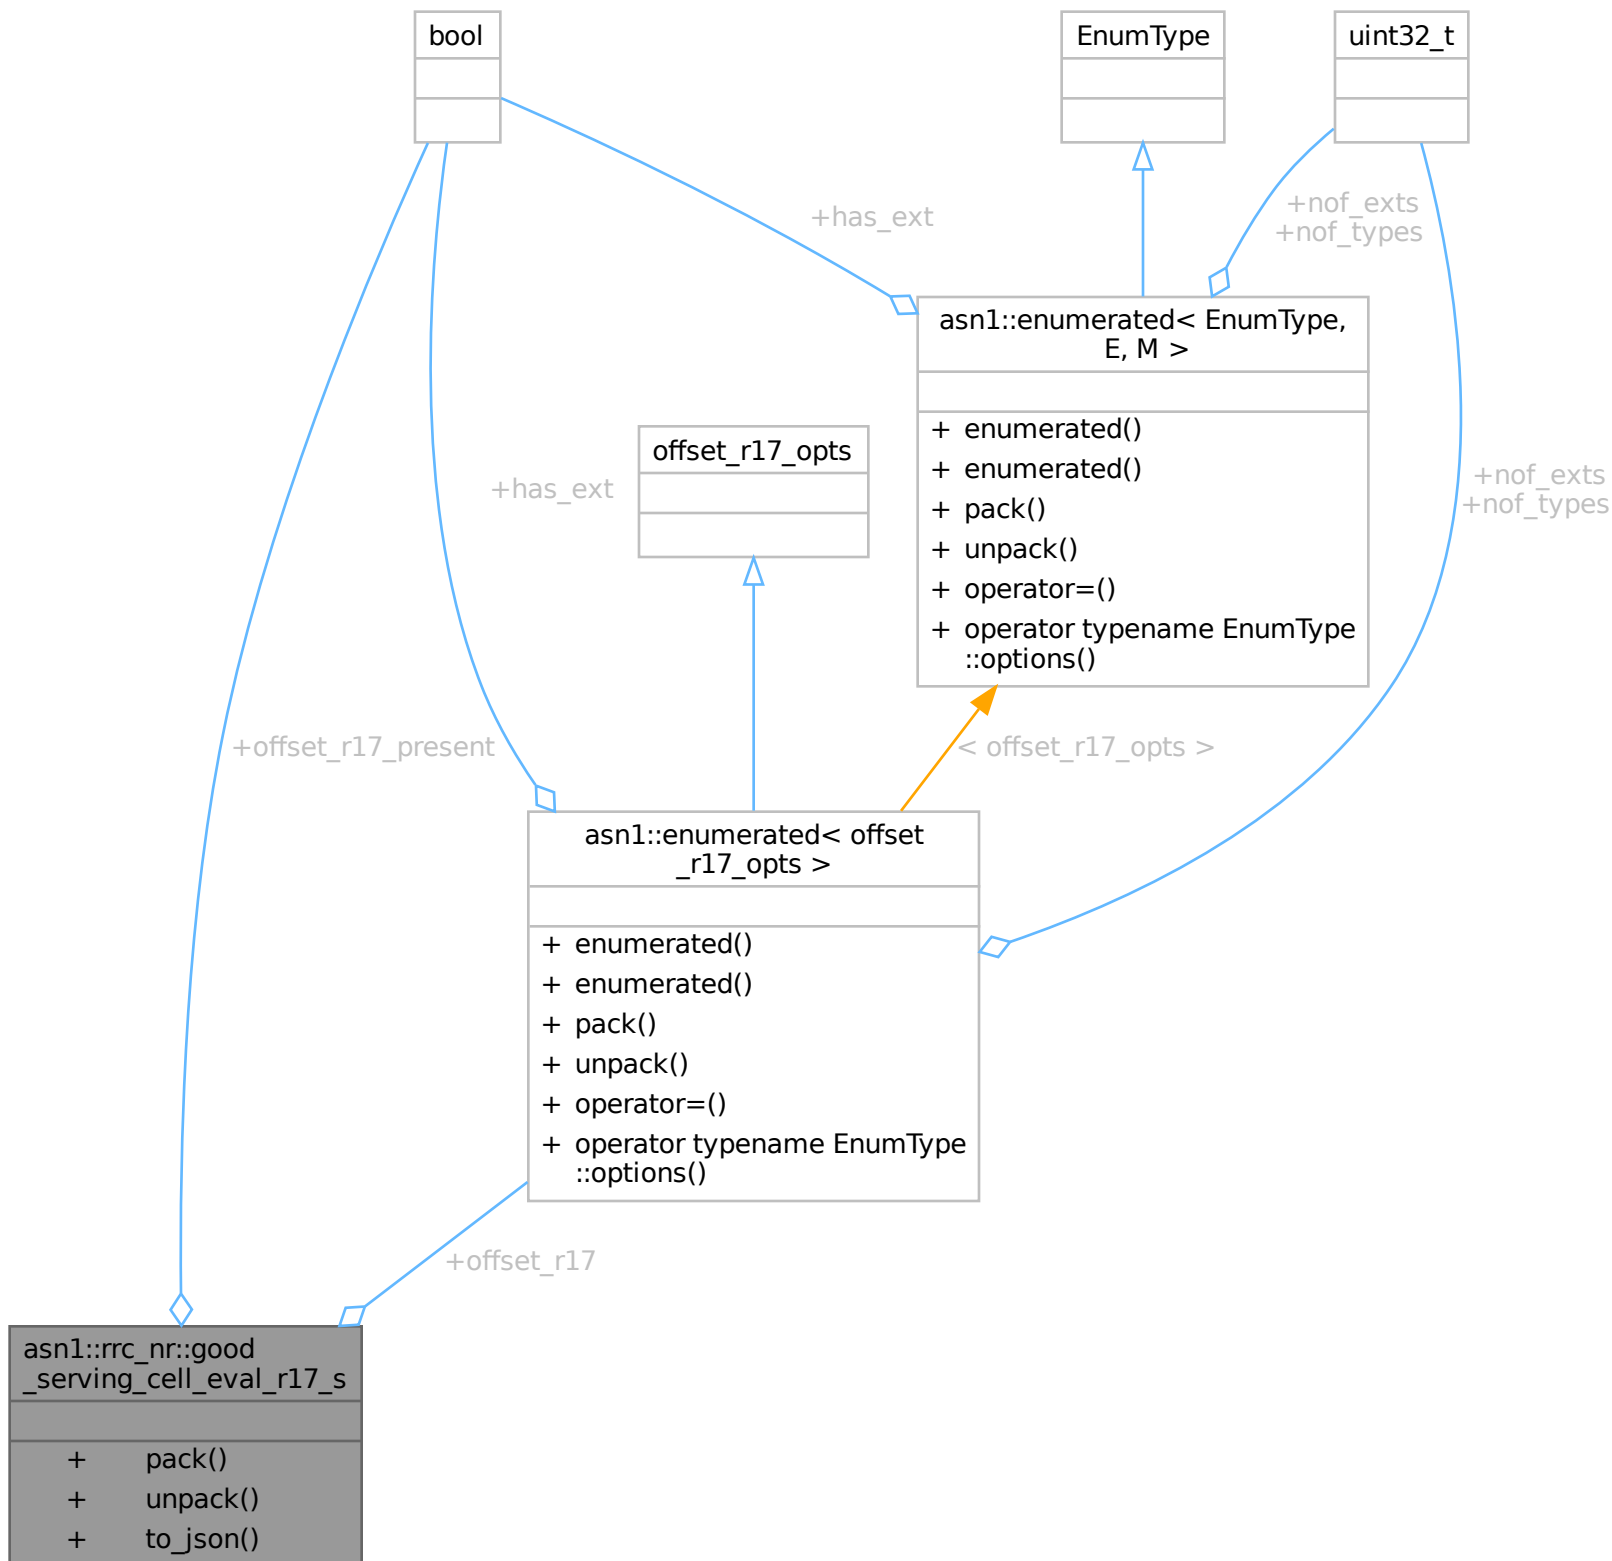 bool
EnumType
uint32_t
+has_ext
+nof_exts
+nof_types
asn1::enumerated< EnumType,
E, M >
+ enumerated()
+ enumerated()
+ pack()
+ unpack()
+ operator=()
+ operator typename EnumType
::options()
offset_r17_opts
+has_ext
+nof_exts
+nof_types
+offset_r17_present
< offset_r17_opts >
asn1::enumerated< offset
_r17_opts >
+ enumerated()
+ enumerated()
+ pack()
+ unpack()
+ operator=()
+ operator typename EnumType
::options()
+offset_r17
asn1::rrc_nr::good
_serving_cell_eval_r17_s
+ pack()
+ unpack()
+ to_json()